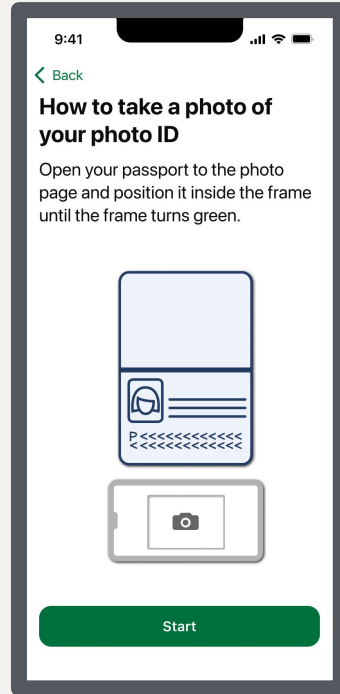 9:41
Back
How to take a photo of
your photo ID
Open your passport to the photo
page and position it inside the frame
until the frame turns green.
P<<<<<<<<<<<<
<<<<<<<<<<<<<
Start